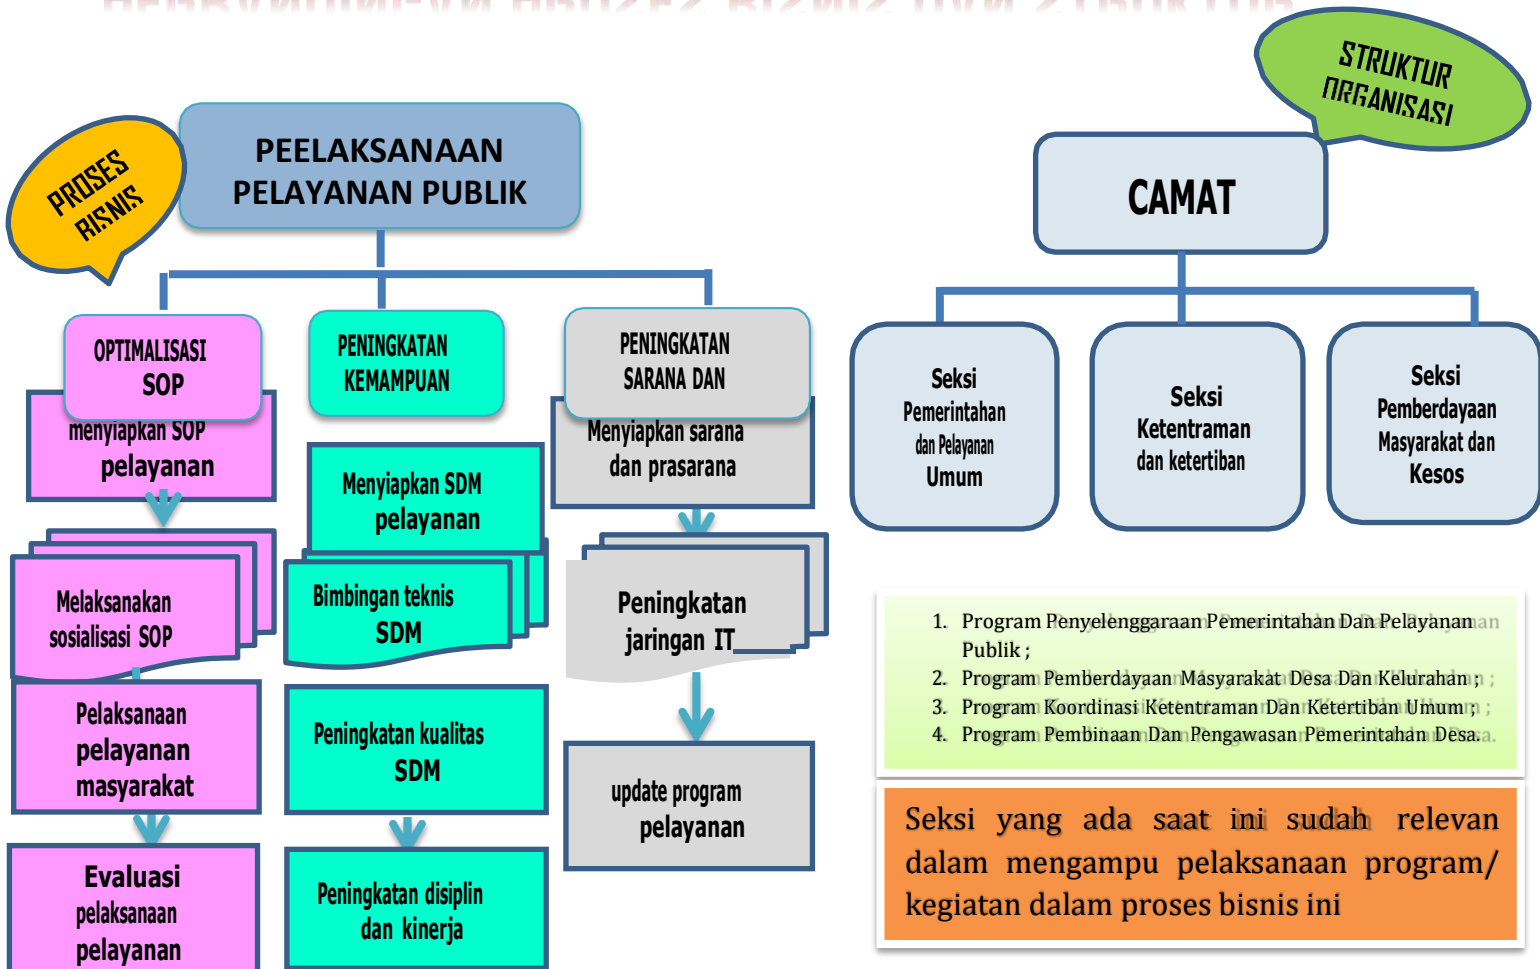 PROSES
BISNIS
PEELAKSANAAN
PELAYANAN PUBLIK
OPTIMALISASI
SOP
menyiapkan SOP
pelayanan
Melaksanakan
sosialisasi SOP
Pelaksanaan
pelayanan
masyarakat
Evaluasi
pelaksanaan
pelayanan
PENINGKATAN
KEMAMPUAN
Menyiapkan SDM
pelayanan
Bimbingan teknis
SDM
Peningkatan kualitas
SDM
Peningkatan disiplin
dan kinerja
PENINGKATAN
SARANA DAN
Menyiapkan sarana
dan prasarana
Peningkatan
jaringan IT
update program
pelayanan
STRUKTUR
ORGANISASI
CAMAT
Seksi
Pemerintahan
dan Pelayanan
Umum
Seksi
Ketentraman
dan ketertiban
Seksi
Pemberdayaan
Masyarakat dan
Kesos
1. Program Penyelenggaraan Pemerintahan Dan Pelayanan
Publik ;
2. Program Pemberdayaan Masyarakat Desa Dan Kelurahan ;
3. Program Koordinasi Ketentraman Dan Ketertiban Umum ;
4. Program Pembinaan Dan Pengawasan Pemerintahan Desa.
Seksi yang ada saat ini sudah relevan
dalam mengampu pelaksanaan program/
kegiatan dalam proses bisnis ini